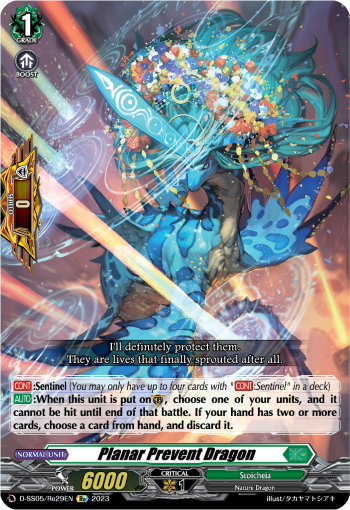 1
GRADE
BOOST
0
I'll definitely protect them.
They are lives that finally sprouted after all.
CONT:Sentinel (You may only have up to four cards with "CONT:Sentinel" in a deck)
AUTO:When this unit is put on GC, choose one of your units, and it
cannot be hit until end of that battle. If your hand has two or more
cards, choose a card from hand, and discard it.
NORMAL UNIT
Planar Prevent Dragon
POWER 6000
CRITICAL
1
Stoicheia
Nature Dragon
D-SS05/Re29EN Re 2023
illust/タカヤマトシアキ